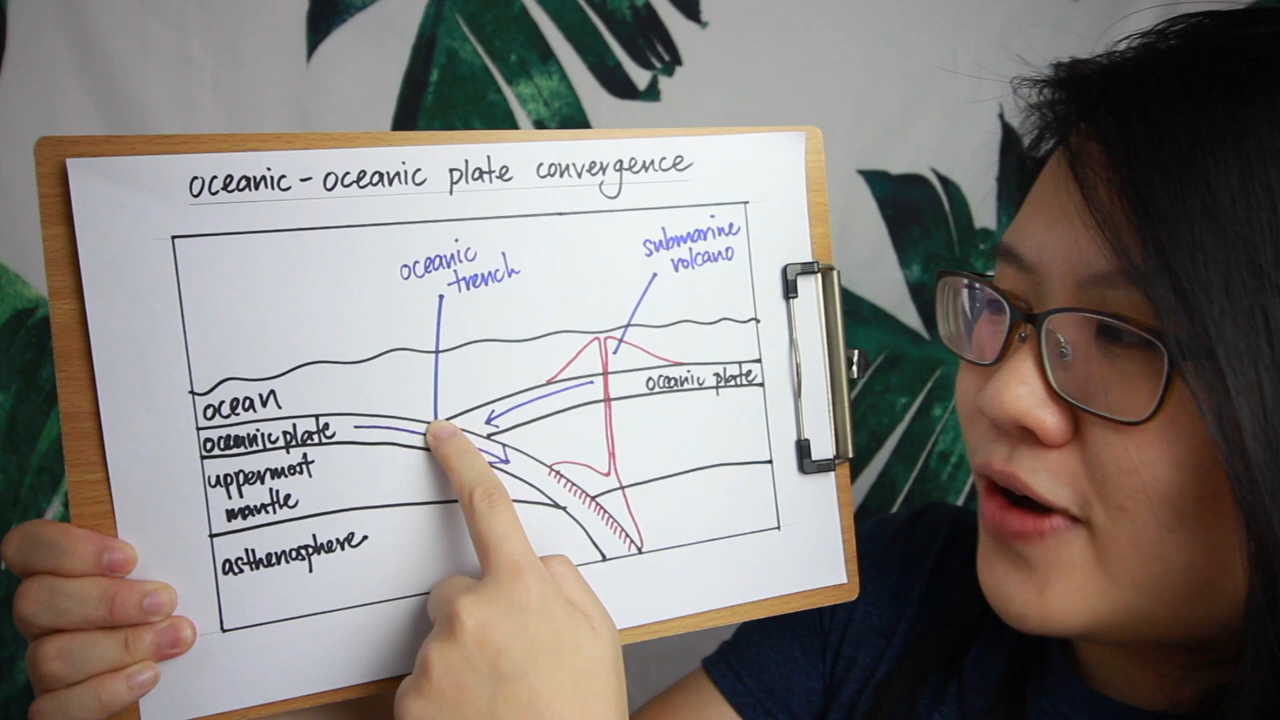 oceanic - oceanic plate convergence
oceanic
trench
submarine
volcano
ocean
oceanic plate
oceanic plate
uppermost
mantle
asthenosphere